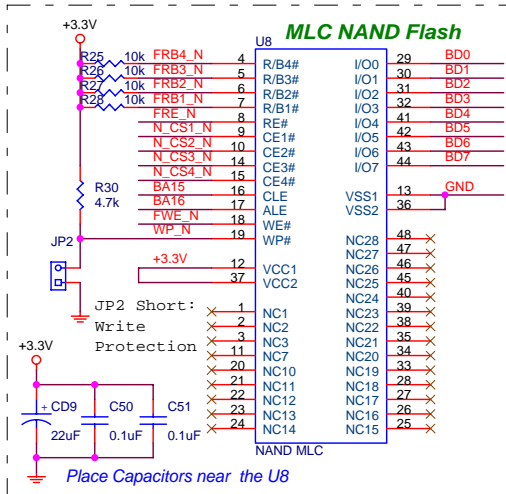 +3.3V
MLC NAND Flash
U8
R25 10k FRB4_N 4 R/B4# I/O0 29 BD0
R26 10k FRB3_N 5 R/B3# I/O1 30 BD1
R27 10k FRB2_N 6 R/B2# I/O2 31 BD2
R28 10k FRB1_N 7 R/B1# I/O3 32 BD3
FRE_N 8 RE# I/O4 41 BD4
N_CS1_N 9 CE1# I/O5 42 BD5
N_CS2_N 10 CE2# I/O6 43 BD6
N_CS3_N 14 CE3# I/O7 44 BD7
N_CS4_N 15 CE4#
R30 BA15 16 CLE VSS1 13 GND
4.7k BA16 17 ALE VSS2 36
FWE_N 18 WE#
JP2 WP_N 19 WP# NC28 48
NC27 47
+3.3V 12 VCC1 NC26 46
37 VCC2 NC25 45
NC24 40
JP2 Short: 1 NC1 NC23 39
Write 2 NC2 NC22 38
Protection 3 NC3 NC21 35
11 NC7 NC20 34
+3.3V 20 NC10 NC19 33
21 NC11 NC18 28
22 NC12 NC17 27
CD9 C50 C51 23 NC13 NC16 26
22uF 0.1uF 0.1uF 24 NC14 NC15 25
+
NAND MLC
Place Capacitors near the U8